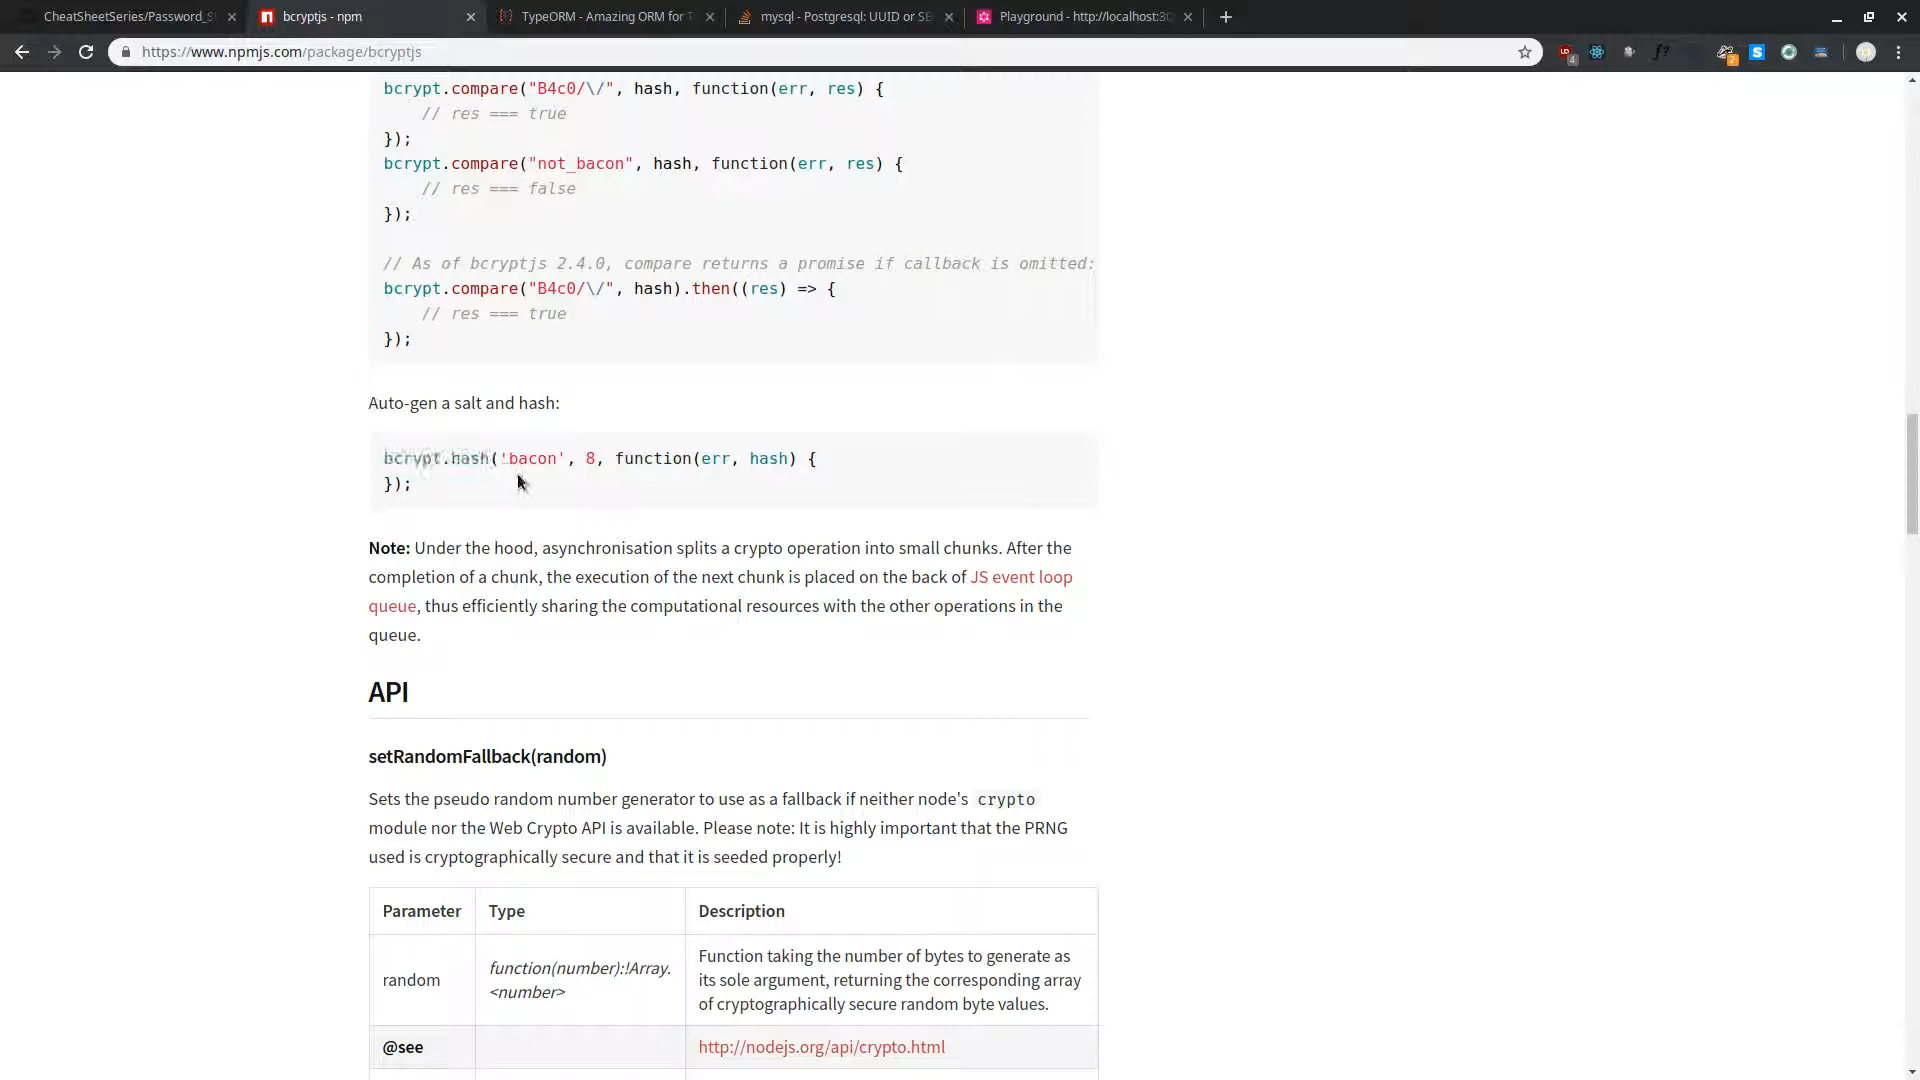 CheatSheetSeries/Password_S
bcryptjs - npm
TypeORM - Amazing ORM for T
mysql - Postgresql: UUID or SE
Playground - http://localhost:30
https://www.npmjs.com/package/bcryptjs
4
2
bcrypt.compare("B4c0/\/", hash, function(err, res) {
// res === true
});
bcrypt.compare("not_bacon", hash, function(err, res) {
// res === false
});
// As of bcryptjs 2.4.0, compare returns a promise if callback is omitted:
bcrypt.compare("B4c0/\/", hash).then((res) => {
// res === true
});
Auto-gen a salt and hash:
bcrypt.hash('bacon', 8, function(err, hash) {
});
Note: Under the hood, asynchronisation splits a crypto operation into small chunks. After the
completion of a chunk, the execution of the next chunk is placed on the back of JS event loop
queue, thus efficiently sharing the computational resources with the other operations in the
queue.
API
setRandomFallback(random)
Sets the pseudo random number generator to use as a fallback if neither node's crypto
module nor the Web Crypto API is available. Please note: It is highly important that the PRNG
used is cryptographically secure and that it is seeded properly!
Parameter Type Description
random function(number):!Array.<number> Function taking the number of bytes to generate as
its sole argument, returning the corresponding array
of cryptographically secure random byte values.
@see http://nodejs.org/api/crypto.html